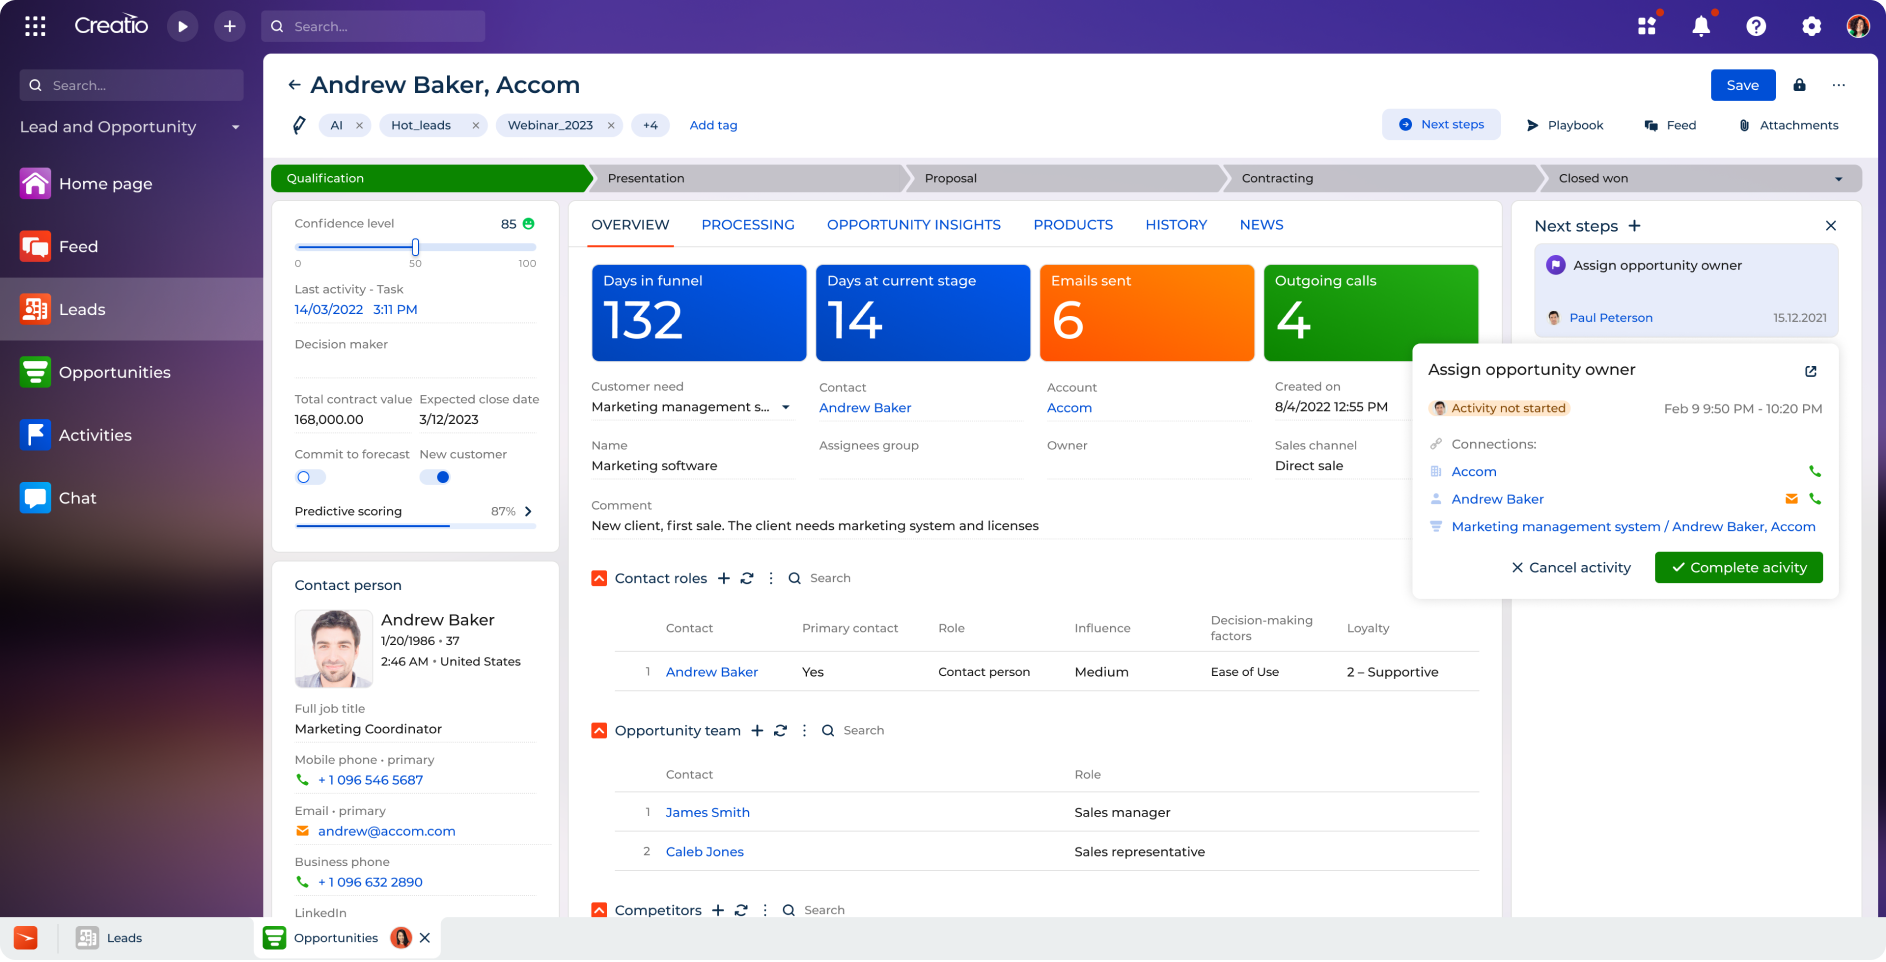 Creatio
Search...
Search...
Lead and Opportunity
Home page
Feed
Leads
Opportunities
Activities
Chat
Andrew Baker, Accom
Save
AI
Hot_leads
Webinar_2023
+4
Add tag
Next steps
Playbook
Feed
Attachments
Qualification
Presentation
Proposal
Contracting
Closed won
Confidence level
85
0
50
100
Last activity - Task
14/03/2022 3:11 PM
Decision maker
Total contract value
Expected close date
168,000.00
3/12/2023
Commit to forecast
New customer
Predictive scoring
87%
Contact person
Andrew Baker
1/20/1986 • 37
2:46 AM • United States
Full job title
Marketing Coordinator
Mobile phone • primary
+ 1 096 546 5687
Email • primary
andrew@accom.com
Business phone
+ 1 096 632 2890
LinkedIn
OVERVIEW
PROCESSING
OPPORTUNITY INSIGHTS
PRODUCTS
HISTORY
NEWS
Days in funnel
132
Days at current stage
14
Emails sent
6
Outgoing calls
4
Customer need
Marketing management s...
Contact
Andrew Baker
Account
Accom
Created on
8/4/2022 12:55 PM
Name
Marketing software
Assignees group
Owner
Sales channel
Direct sale
Comment
New client, first sale. The client needs marketing system and licenses
Contact roles
Search
Contact
Primary contact
Role
Influence
Decision-making
factors
Loyalty
1
Andrew Baker
Yes
Contact person
Medium
Ease of Use
2 – Supportive
Opportunity team
Search
Contact
Role
1
James Smith
Sales manager
2
Caleb Jones
Sales representative
Competitors
Search
Next steps
Assign opportunity owner
Paul Peterson
15.12.2021
Assign opportunity owner
Activity not started
Feb 9 9:50 PM - 10:20 PM
Connections:
Accom
Andrew Baker
Marketing management system / Andrew Baker, Accom
Cancel activity
Complete acivity
Leads
Opportunities